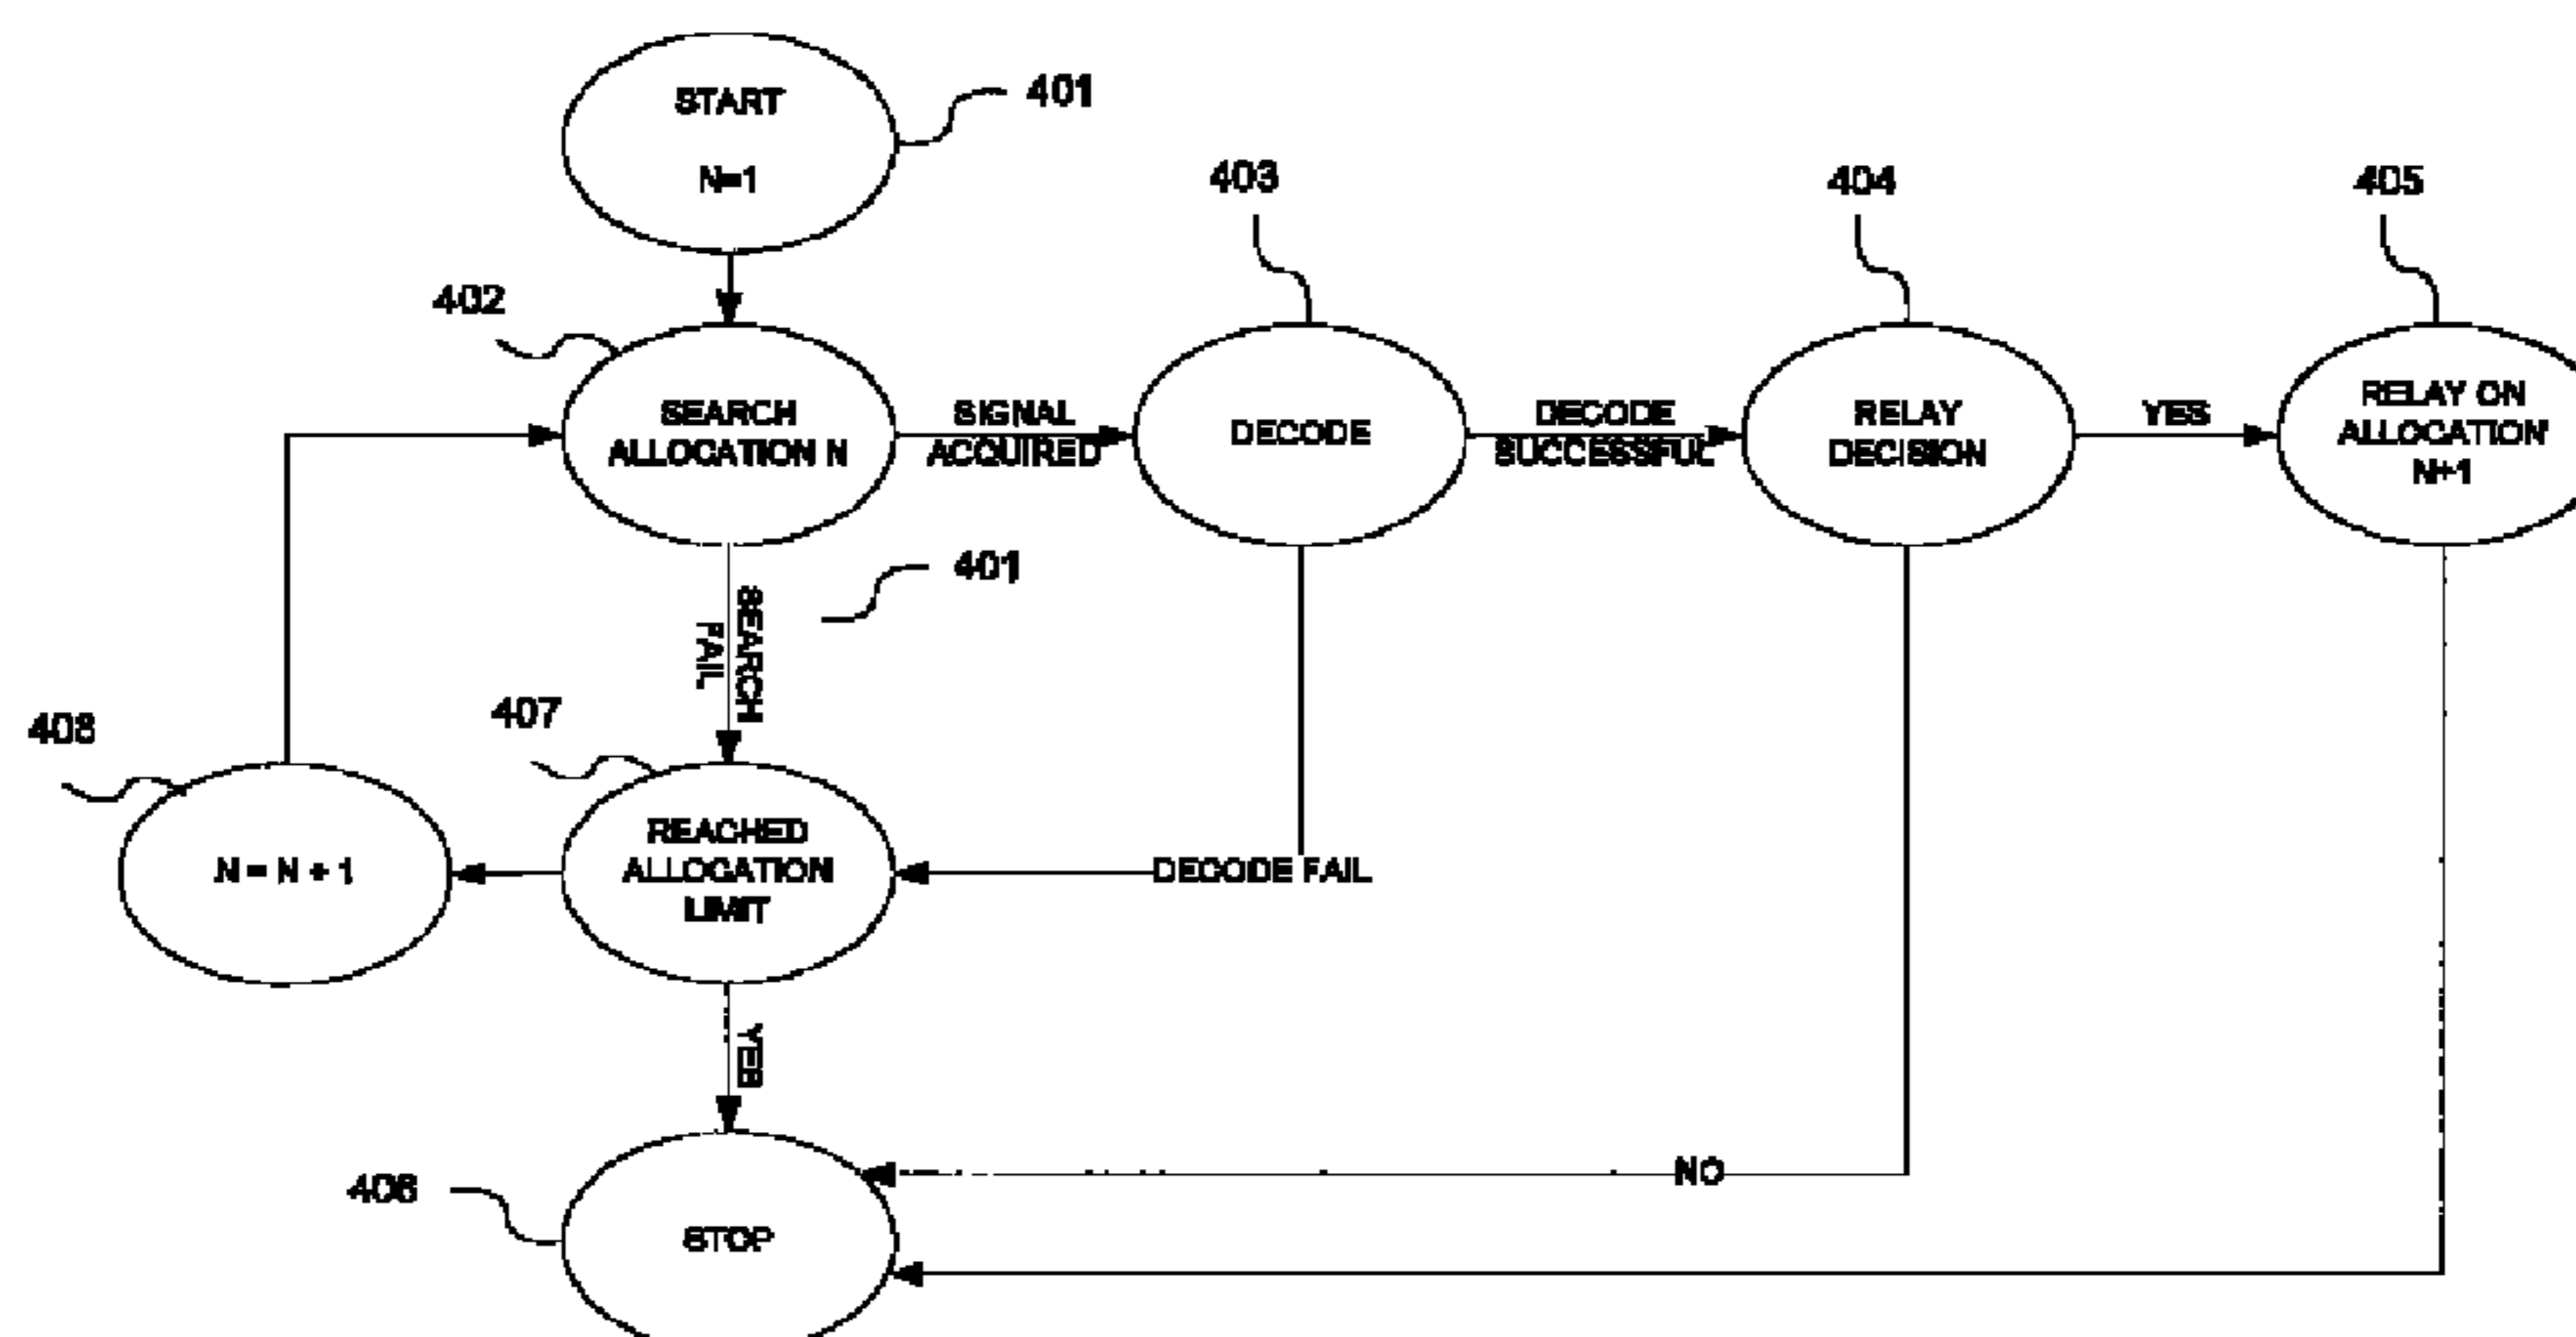 START
N=1
401
403
404
405
402
SEARCH
ALLOCATION N
SIGNAL
ACQUIRED
DECODE
DECODE
SUCCESSFUL
RELAY
DECISION
YES
RELAY ON
ALLOCATION
N+1
401
SEARCH
FAIL
407
408
N = N + 1
REACHED
ALLOCATION
LIMIT
DECODE FAIL
YES
NO
406
STOP